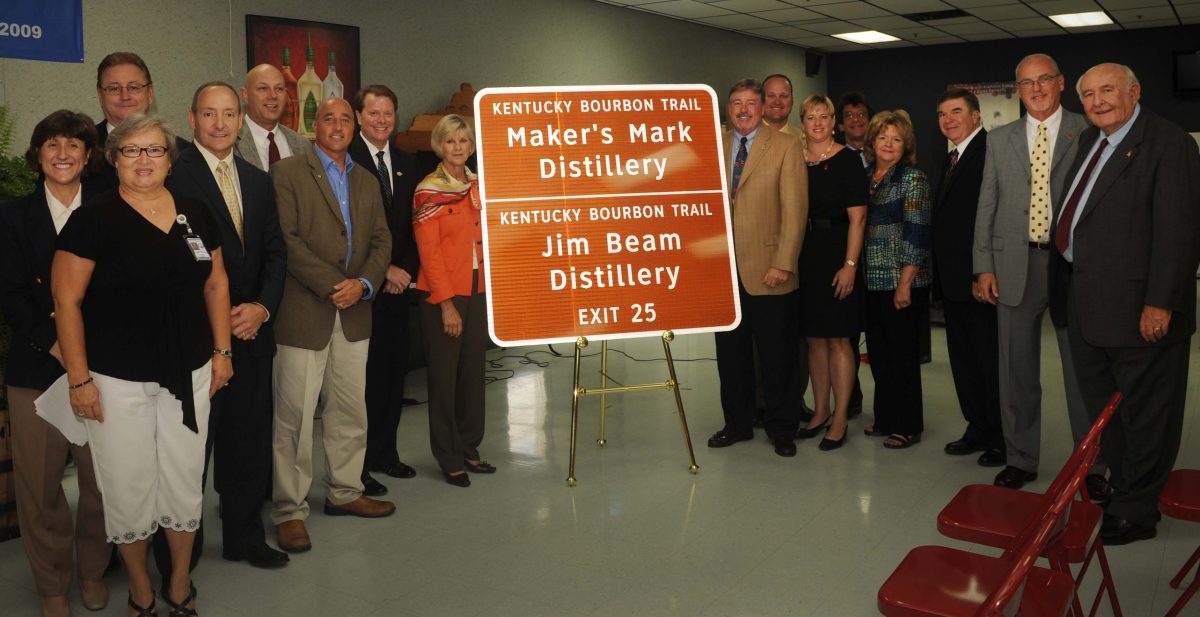 2009
KENTUCKY BOURBON TRAIL
Maker's Mark
Distillery
KENTUCKY BOURBON TRAIL
Jim Beam
Distillery
EXIT 25